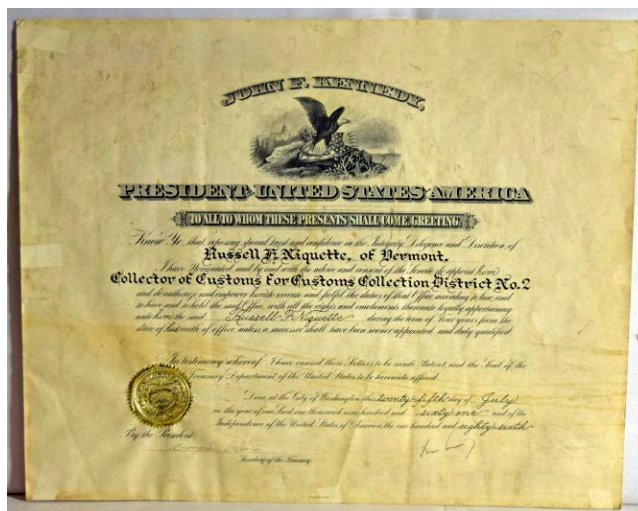 JOHN F. KENNEDY,
PRESIDENT UNITED STATES AMERICA
TO ALL TO WHOM THESE PRESENTS SHALL COME, GREETING:
Know Ye, that reposing special trust and confidence in the Integrity, Diligence and Discretion of
Russell F. Niquette, of Vermont,
I have Nominated and by and with the advice and consent of the Senate do appoint him
Collector of Customs for Customs Collection District No. 2
and do authorize and empower him to execute and fulfil the duties of that Office according to law, and
to have and to hold the said Office, with all the rights and emoluments thereunto legally appertaining
unto him the said Russell F. Niquette during the term of four years from the
date of his oath of office unless a successor shall have been sooner appointed and duly qualified
In testimony whereof, I have caused these Letters to be made Patent, and the Seal of the
Treasury Department of the United States to be hereunto affixed.
Done at the City of Washington this twenty-fifth day of July
in the year of our Lord one thousand nine hundred and sixty one and of the
Independence of the United States of America the one hundred and eighty-sixth
By the President:
Secretary of the Treasury.